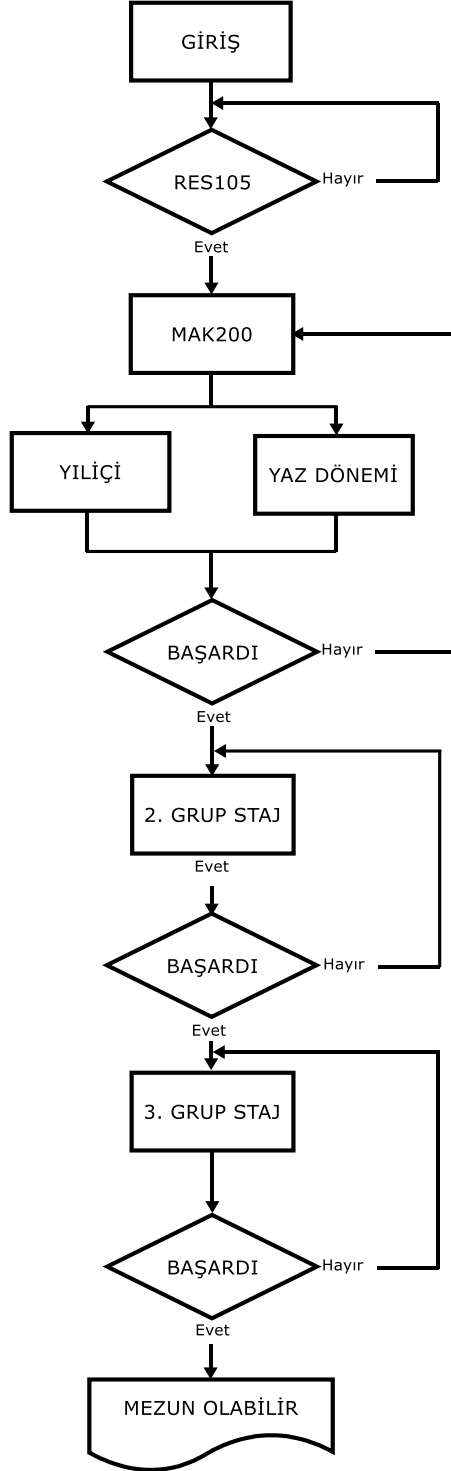 GİRİŞ
RES105
Hayır
Evet
MAK200
YILİÇİ
YAZ DÖNEMİ
BAŞARDI
Hayır
Evet
2. GRUP STAJ
Evet
BAŞARDI
Hayır
Evet
3. GRUP STAJ
BAŞARDI
Hayır
Evet
MEZUN OLABİLİR